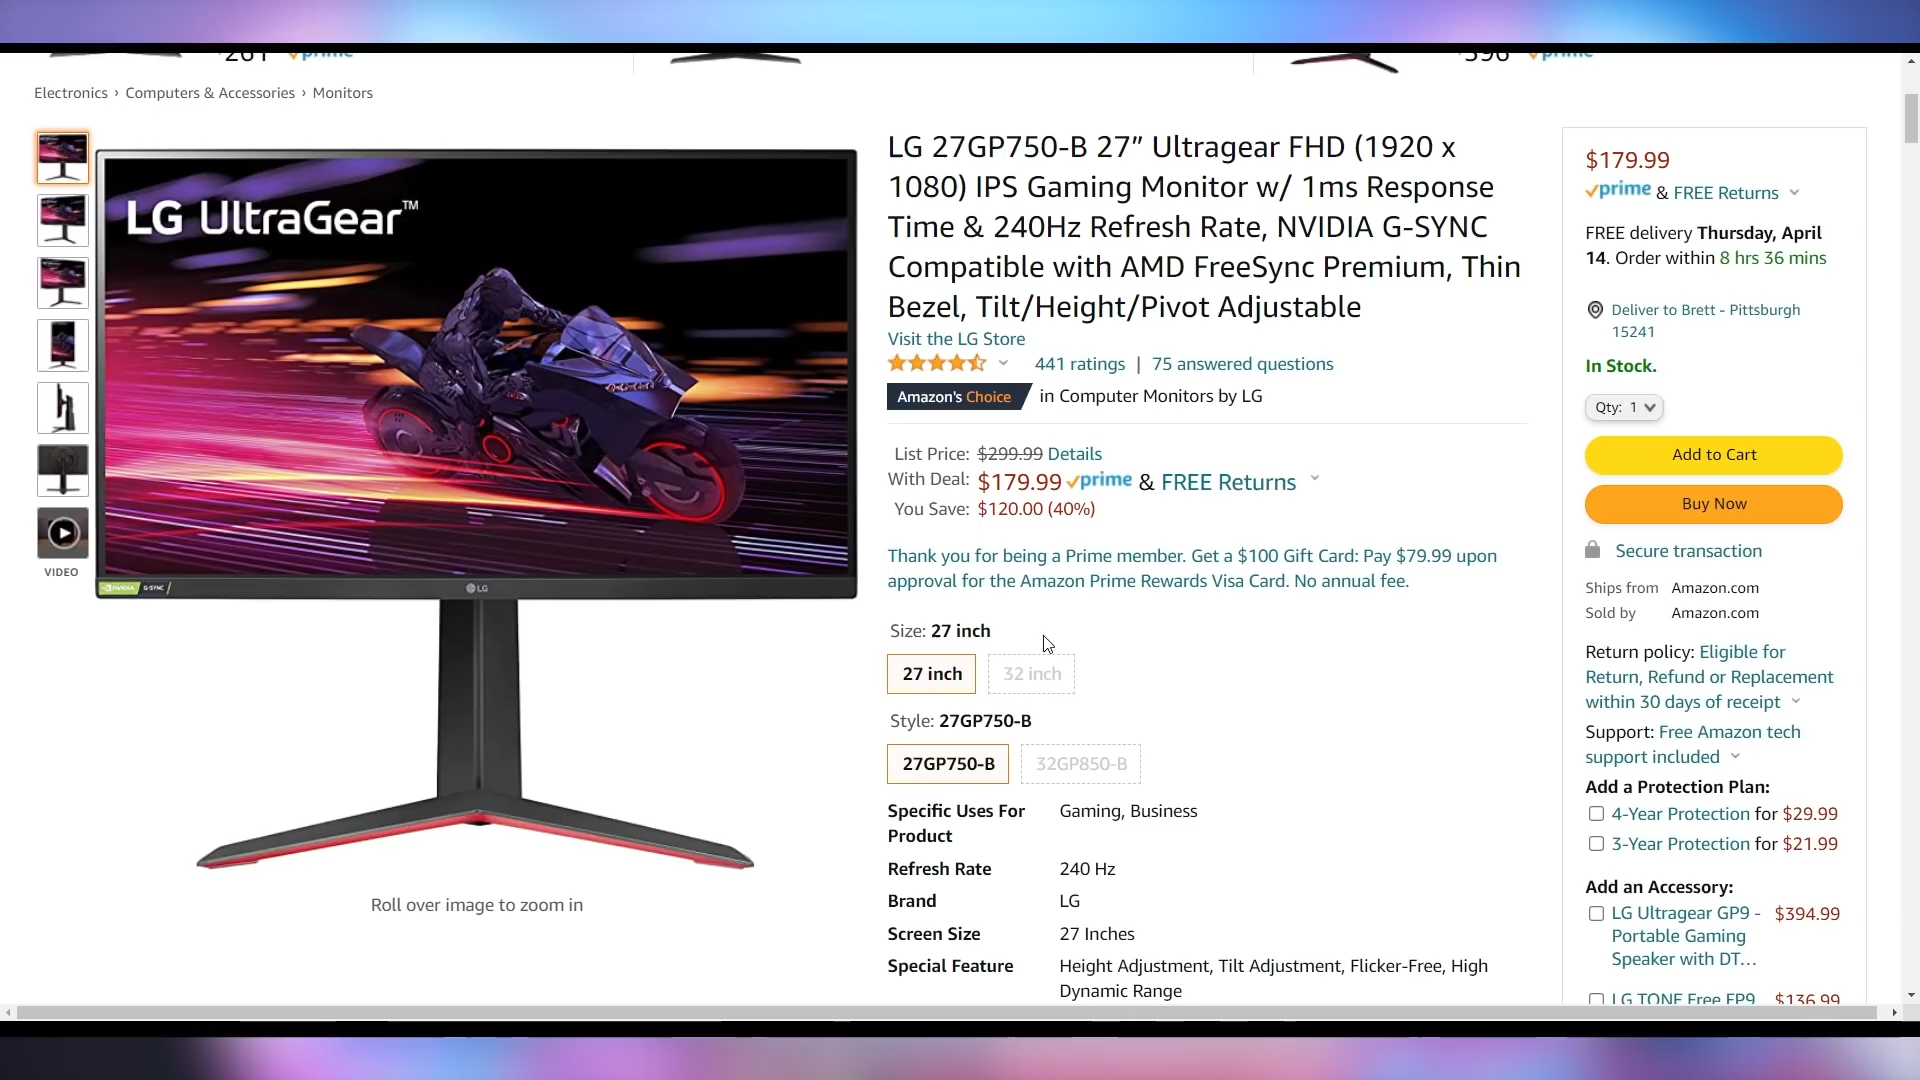 Electronics › Computers & Accessories › Monitors
LG UltraGear™
LG
VIDEO
Roll over image to zoom in
LG 27GP750-B 27” Ultragear FHD (1920 x
1080) IPS Gaming Monitor w/ 1ms Response
Time & 240Hz Refresh Rate, NVIDIA G-SYNC
Compatible with AMD FreeSync Premium, Thin
Bezel, Tilt/Height/Pivot Adjustable
Visit the LG Store
441 ratings | 75 answered questions
Amazon's Choice in Computer Monitors by LG
List Price: $299.99 Details
With Deal: $179.99 prime & FREE Returns
You Save: $120.00 (40%)
Thank you for being a Prime member. Get a $100 Gift Card: Pay $79.99 upon
approval for the Amazon Prime Rewards Visa Card. No annual fee.
Size: 27 inch
27 inch 32 inch
Style: 27GP750-B
27GP750-B 32GP850-B
Specific Uses For Gaming, Business
Product
Refresh Rate 240 Hz
Brand LG
Screen Size 27 Inches
Special Feature Height Adjustment, Tilt Adjustment, Flicker-Free, High
Dynamic Range
$179.99
prime & FREE Returns
FREE delivery Thursday, April
14. Order within 8 hrs 36 mins
Deliver to Brett - Pittsburgh
15241
In Stock.
Qty: 1
Add to Cart
Buy Now
Secure transaction
Ships from Amazon.com
Sold by Amazon.com
Return policy: Eligible for
Return, Refund or Replacement
within 30 days of receipt
Support: Free Amazon tech
support included
Add a Protection Plan:
4-Year Protection for $29.99
3-Year Protection for $21.99
Add an Accessory:
LG Ultragear GP9 - $394.99
Portable Gaming
Speaker with DT…
LG TONE Free FP9 $136.99